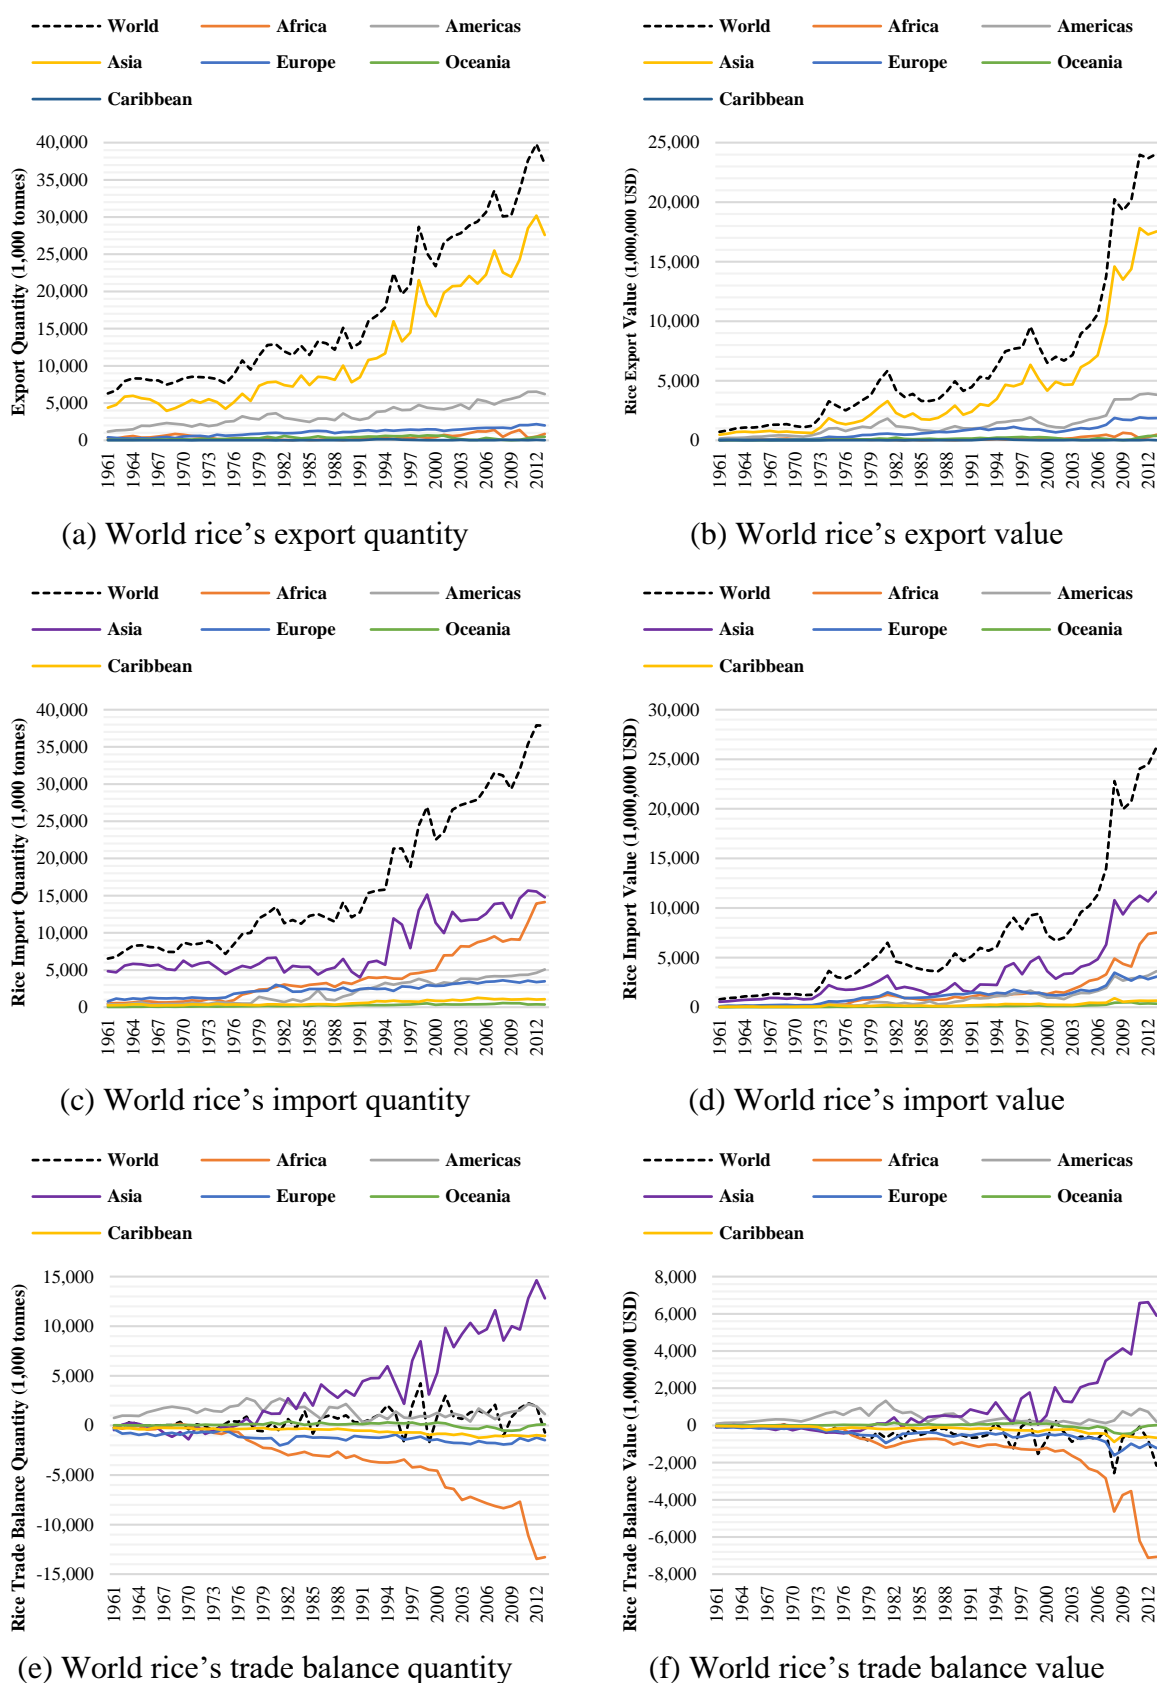 World Africa Americas
Asia Europe Oceania
Caribbean
Export Quantity (1,000 tonnes)
40,000
35,000
30,000
25,000
20,000
15,000
10,000
5,000
0
1961 1964 1967 1970 1973 1976 1979 1982 1985 1988 1991 1994 1997 2000 2003 2006 2009 2012
(a) World rice’s export quantity
World Africa Americas
Asia Europe Oceania
Caribbean
Rice Export Value (1,000,000 USD)
25,000
20,000
15,000
10,000
5,000
0
1961 1964 1967 1970 1973 1976 1979 1982 1985 1988 1991 1994 1997 2000 2003 2006 2009 2012
(b) World rice’s export value
World Africa Americas
Asia Europe Oceania
Caribbean
Rice Import Quantity (1,000 tonnes)
40,000
35,000
30,000
25,000
20,000
15,000
10,000
5,000
0
1961 1964 1967 1970 1973 1976 1979 1982 1985 1988 1991 1994 1997 2000 2003 2006 2009 2012
(c) World rice’s import quantity
World Africa Americas
Asia Europe Oceania
Caribbean
Rice Import Value (1,000,000 USD)
30,000
25,000
20,000
15,000
10,000
5,000
0
1961 1964 1967 1970 1973 1976 1979 1982 1985 1988 1991 1994 1997 2000 2003 2006 2009 2012
(d) World rice’s import value
World Africa Americas
Asia Europe Oceania
Caribbean
Rice Trade Balance Quantity (1,000 tonnes)
15,000
10,000
5,000
0
-5,000
-10,000
-15,000
1961 1964 1967 1970 1973 1976 1979 1982 1985 1988 1991 1994 1997 2000 2003 2006 2009 2012
(e) World rice’s trade balance quantity
World Africa Americas
Asia Europe Oceania
Caribbean
Rice Trade Balance Value (1,000,000 USD)
8,000
6,000
4,000
2,000
0
-2,000
-4,000
-6,000
-8,000
1961 1964 1967 1970 1973 1976 1979 1982 1985 1988 1991 1994 1997 2000 2003 2006 2009 2012
(f) World rice’s trade balance value